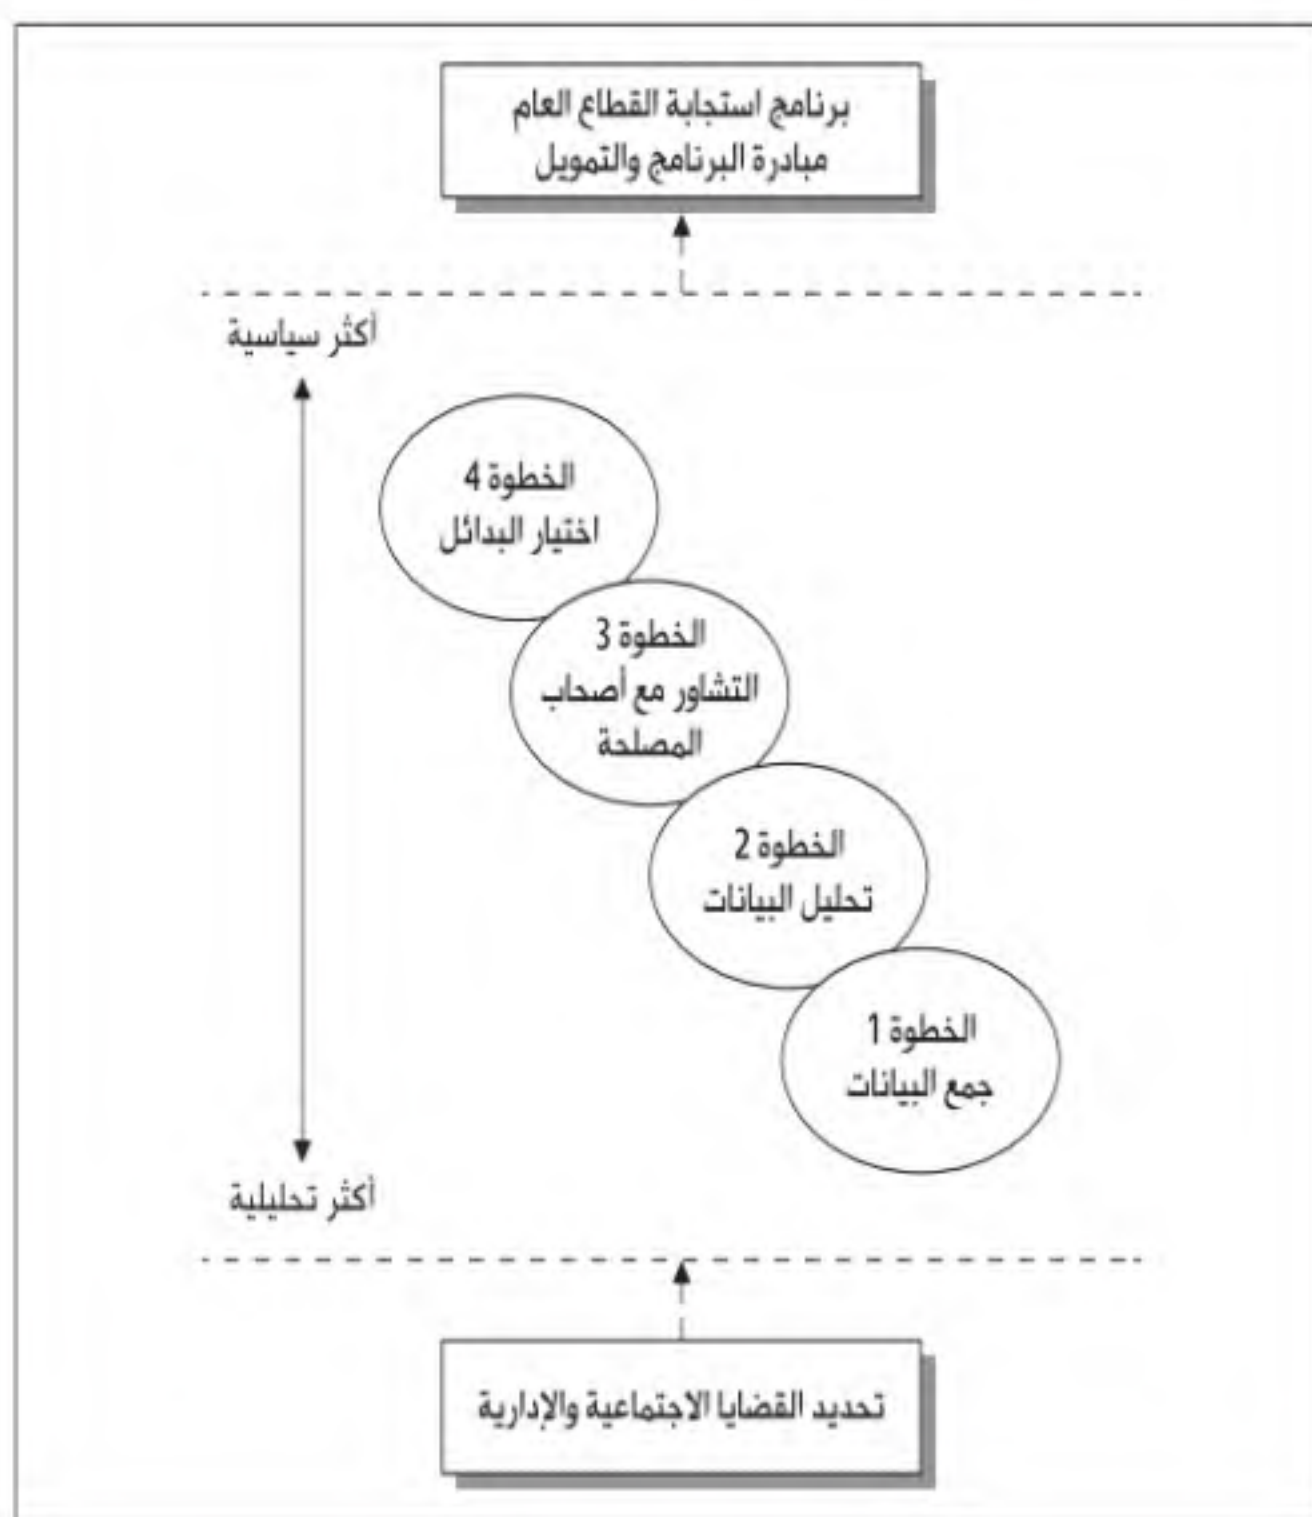 برنامج استجابة القطاع العام
مبادرة البرنامج والتمويل
أكثر سياسية
الخطوة 4
اختيار البدائل
الخطوة 3
التشاور مع أصحاب
المصلحة
الخطوة 2
تحليل البيانات
الخطوة 1
جمع البيانات
أكثر تحليلية
تحديد القضايا الاجتماعية والإدارية